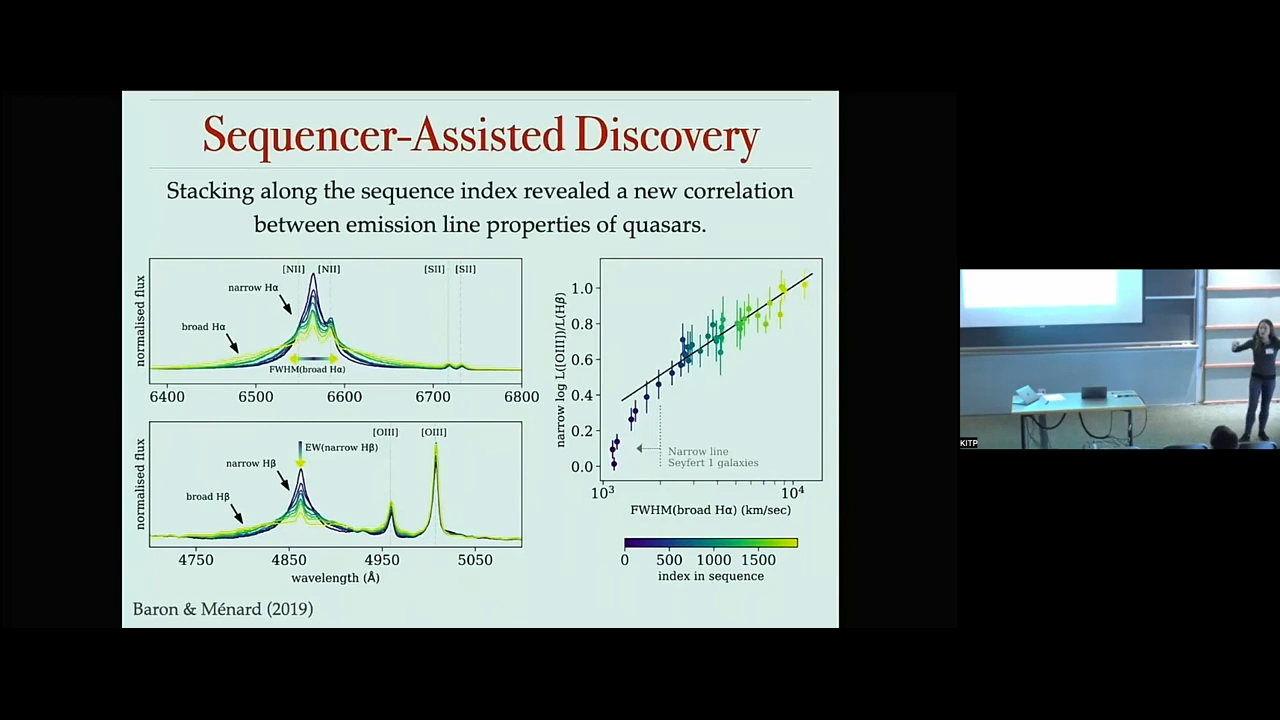 Sequencer-Assisted Discovery
Stacking along the sequence index revealed a new correlation
between emission line properties of quasars.
normalised flux
[NII] [NII] [SII] [SII]
narrow Hα
broad Hα
FWHM(broad Hα)
6400 6500 6600 6700 6800
normalised flux
[OIII] [OIII]
EW(narrow Hβ)
narrow Hβ
broad Hβ
4750 4850 4950 5050
wavelength (Å)
narrow log L([OIII])/L(Hβ)
1.0
0.8
0.6
0.4
0.2
0.0
Narrow line
Seyfert 1 galaxies
10³ 10⁴
FWHM(broad Hα) (km/sec)
0 500 1000 1500
index in sequence
Baron & Ménard (2019)
KITP